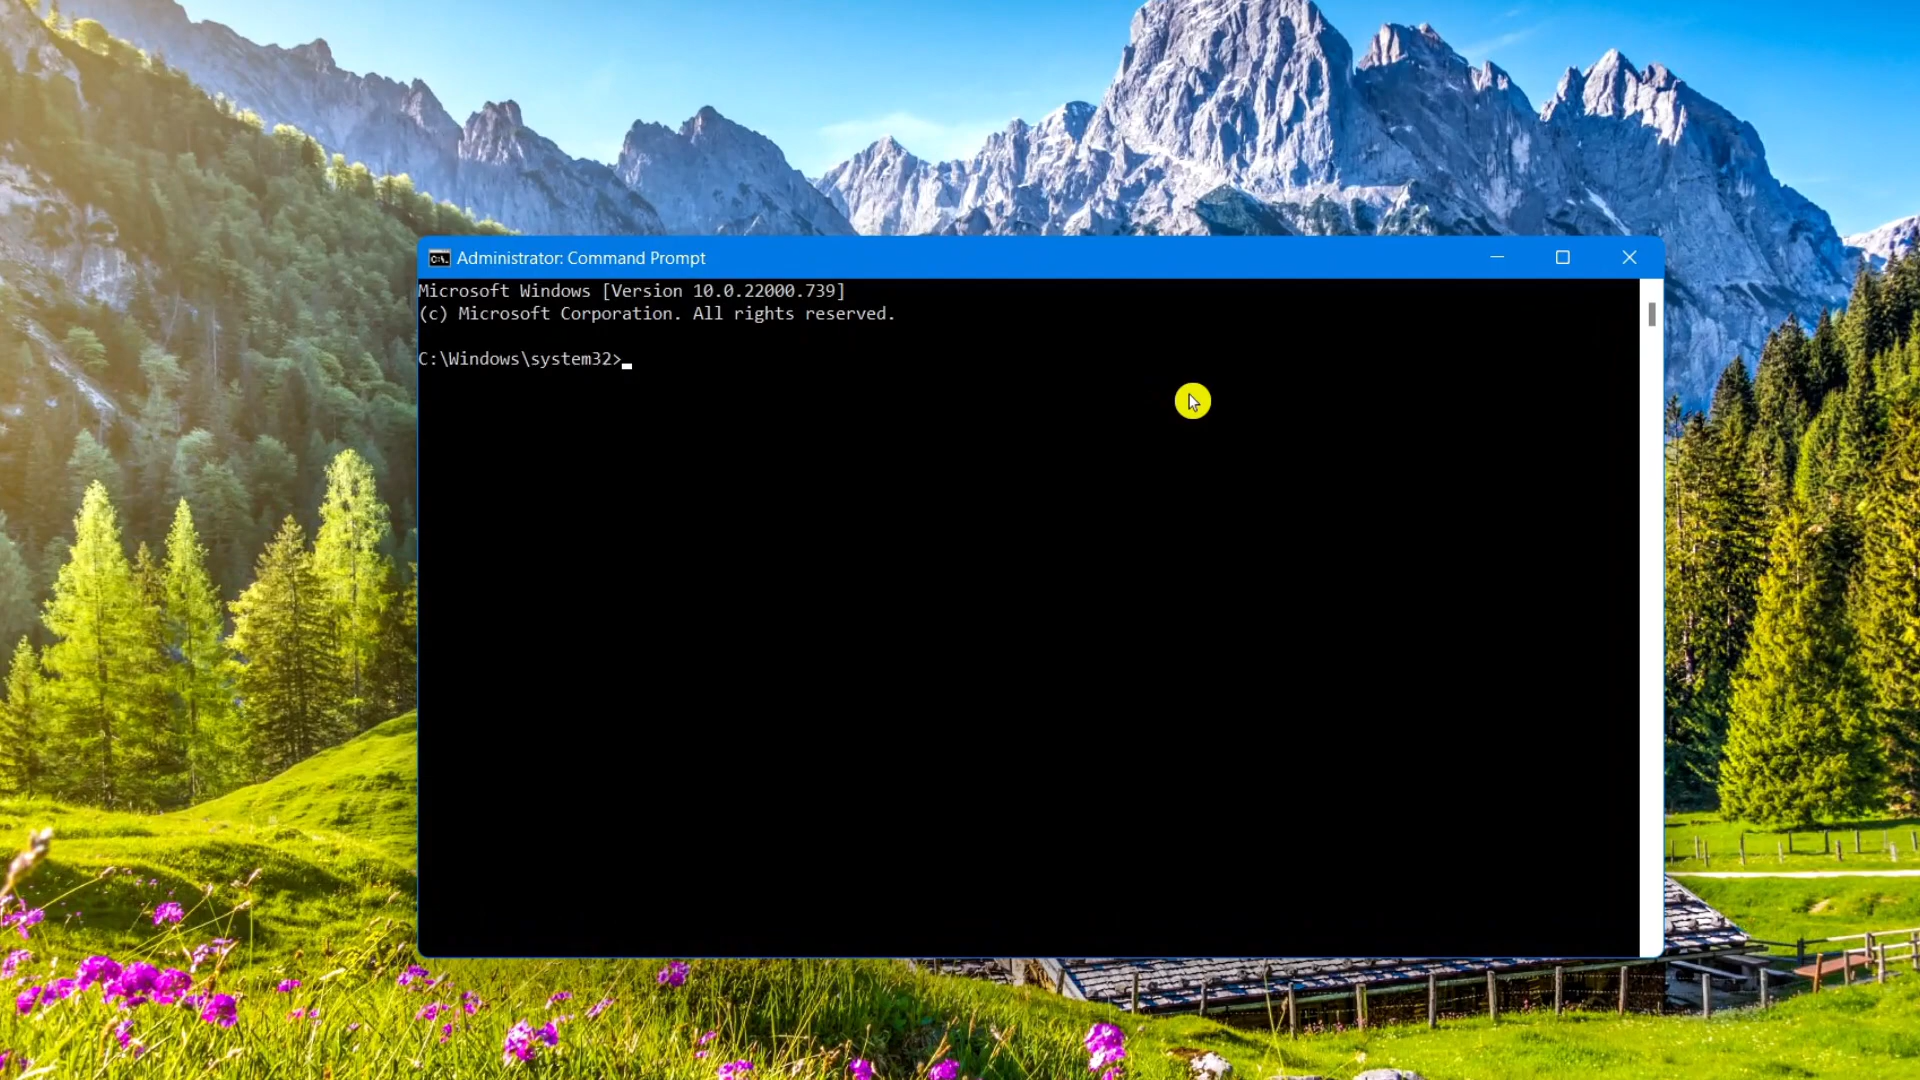 Administrator: Command Prompt
Microsoft Windows [Version 10.0.22000.739]
(c) Microsoft Corporation. All rights reserved.
C:\Windows\system32>